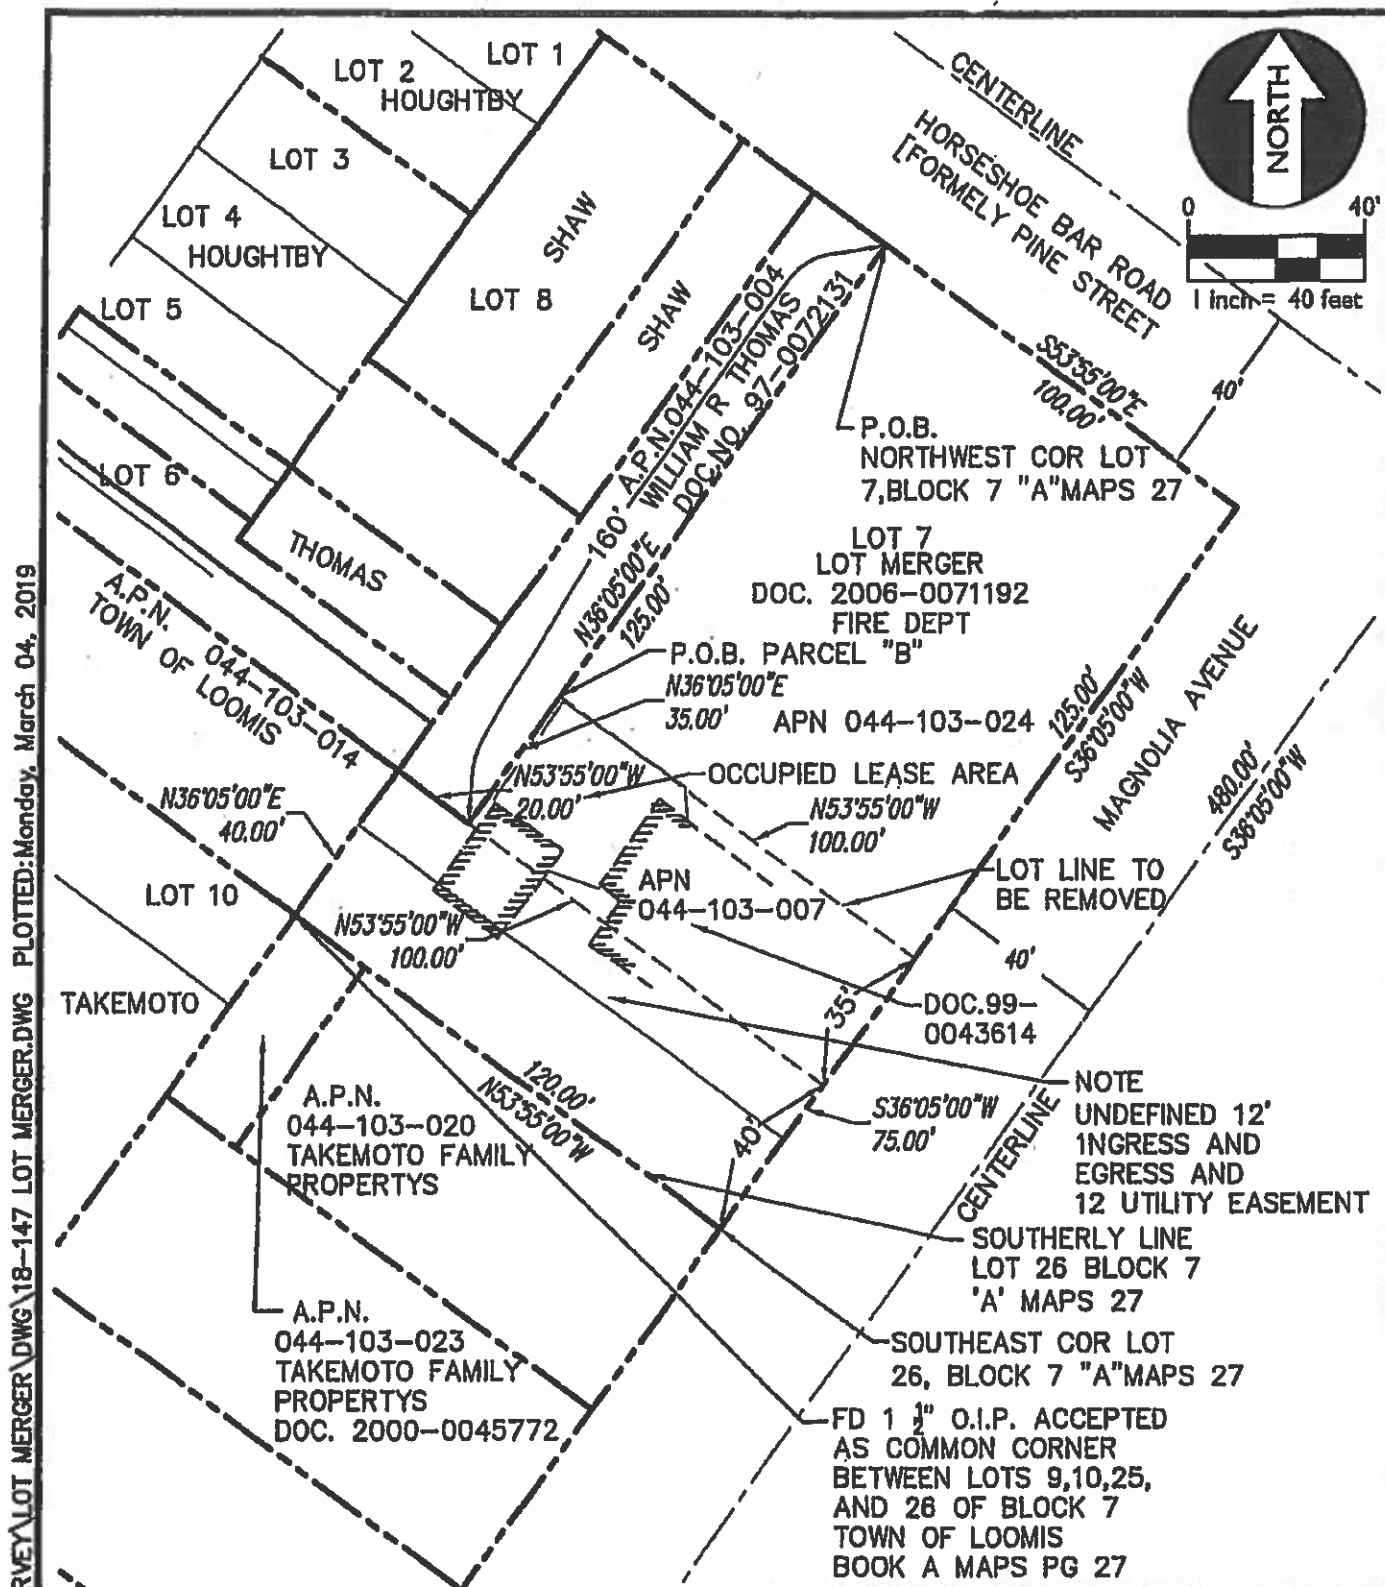 LOT 1
LOT 2
HOUGHTBY
LOT 3
LOT 4
HOUGHTBY
LOT 5
LOT 6
SHAW
LOT 8
SHAW
THOMAS
CENTERLINE
HORSESHOE BAR ROAD
[FORMELY PINE STREET
NORTH
0 40'
1 inch = 40 feet
S53°55'00"E
100.00'
40'
A.P.N.044-103-004
WILLIAM R THOMAS
DOC.NO. 97-0072131
160'
N36°05'00"E
125.00'
P.O.B.
NORTHWEST COR LOT
7,BLOCK 7 "A"MAPS 27
LOT 7
LOT MERGER
DOC. 2006-0071192
FIRE DEPT
P.O.B. PARCEL "B"
N36°05'00"E
35.00'
APN 044-103-024
125.00'
S36°05'00"W
MAGNOLIA AVENUE
480.00'
S36°05'00"W
A.P.N. 044-103-014
TOWN OF LOOMIS
N53°55'00"W
20.00'
OCCUPIED LEASE AREA
N53°55'00"W
100.00'
N36°05'00"E
40.00'
LOT LINE TO
BE REMOVED
APN
044-103-007
LOT 10
N53°55'00"W
100.00'
40'
TAKEMOTO
35'
DOC.99-
0043614
NOTE
UNDEFINED 12'
1NGRESS AND
EGRESS AND
12 UTILITY EASEMENT
A.P.N.
044-103-020
TAKEMOTO FAMILY
PROPERTYS
120.00'
N53°55'00"W
40'
S36°05'00"W
75.00'
CENTERLINE
SOUTHERLY LINE
LOT 26 BLOCK 7
'A' MAPS 27
A.P.N.
044-103-023
TAKEMOTO FAMILY
PROPERTYS
DOC. 2000-0045772
SOUTHEAST COR LOT
26, BLOCK 7 "A"MAPS 27
FD 1 1/2" O.I.P. ACCEPTED
AS COMMON CORNER
BETWEEN LOTS 9,10,25,
AND 26 OF BLOCK 7
TOWN OF LOOMIS
BOOK A MAPS PG 27
RVEY\LOT MERGER\DWG\18-147 LOT MERGER.DWG PLOTTED:Monday, March 04, 2019